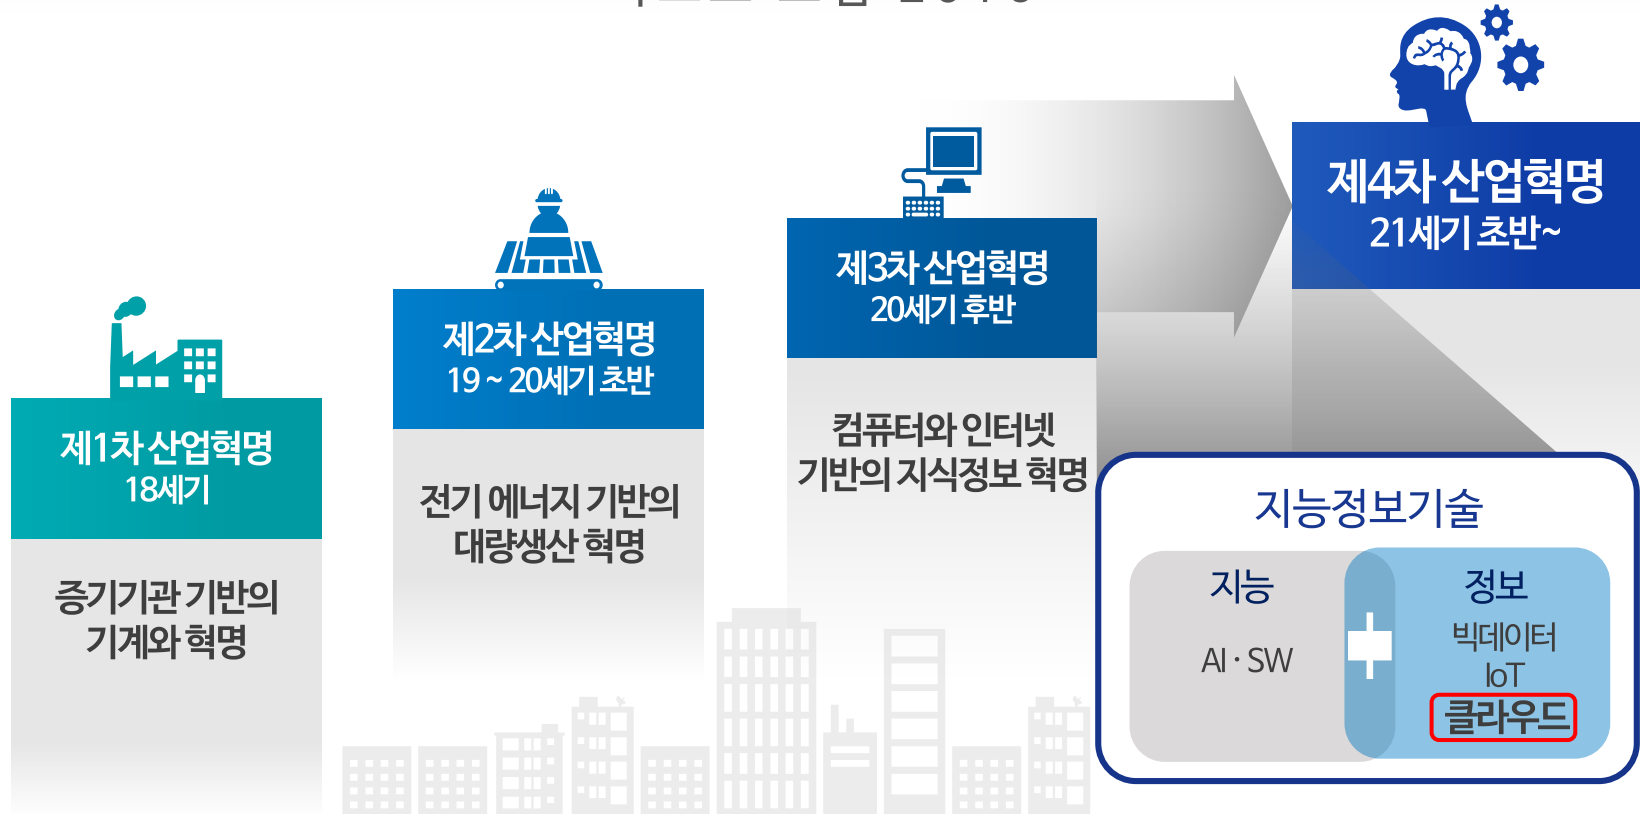 제1차 산업혁명
18세기
증기기관 기반의
기계와 혁명
제2차 산업혁명
19 ~ 20세기 초반
전기 에너지 기반의
대량생산 혁명
제3차 산업혁명
20세기 후반
컴퓨터와 인터넷
기반의 지식정보 혁명
제4차 산업혁명
21세기 초반~
지능정보기술
지능
AI · SW
정보
빅데이터
IoT
클라우드